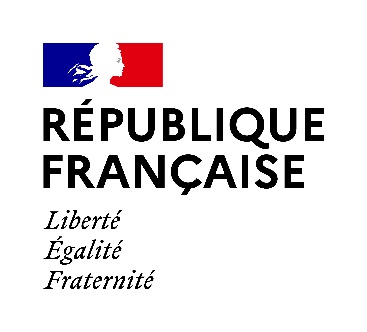 RÉPUBLIQUE
FRANÇAISE
Liberté
Égalité
Fraternité